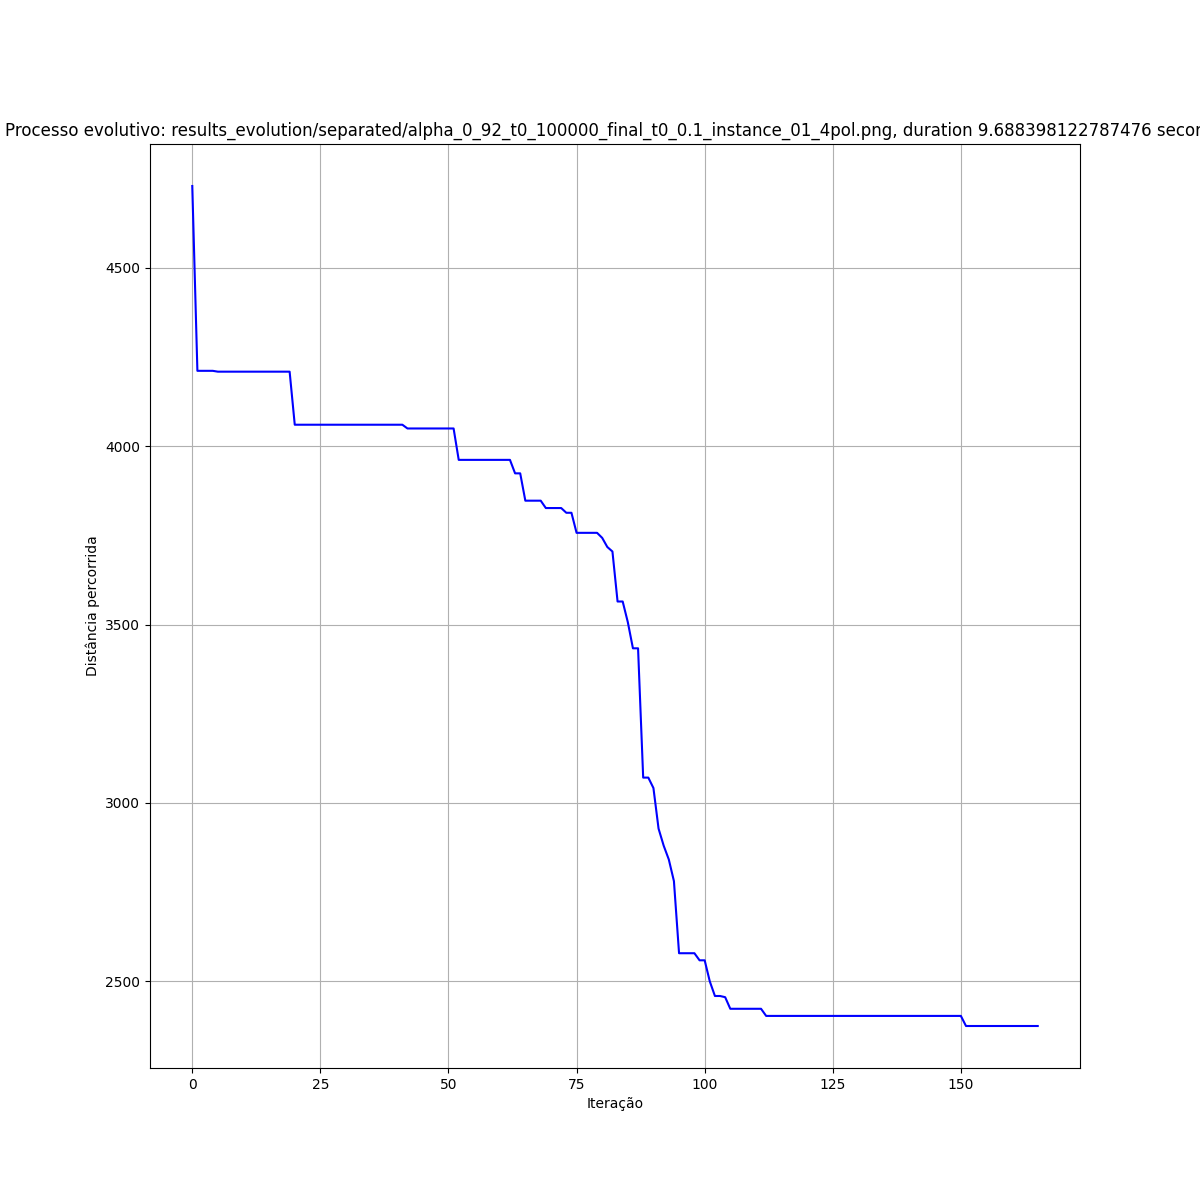 Processo evolutivo: results_evolution/separated/alpha_0_92_t0_100000_final_t0_0.1_instance_01_4pol.png, duration 9.688398122787476
4500
4000
3500
3000
2500
Distância percorrida
0 25 50 75 100 125 150
Iteração